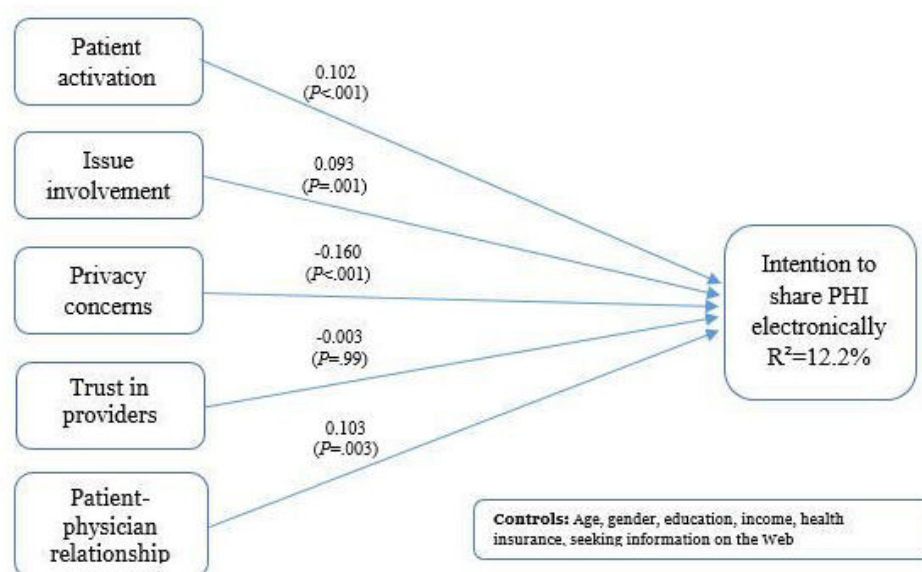 Patient
activation
0.102
(P<.001)
Issue
involvement
0.093
(P=.001)
Privacy
concerns
-0.160
(P<.001)
Trust in
providers
-0.003
(P=.99)
Patient-
physician
relationship
0.103
(P=.003)
Intention to
share PHI
electronically
R²=12.2%
Controls: Age, gender, education, income, health
insurance, seeking information on the Web